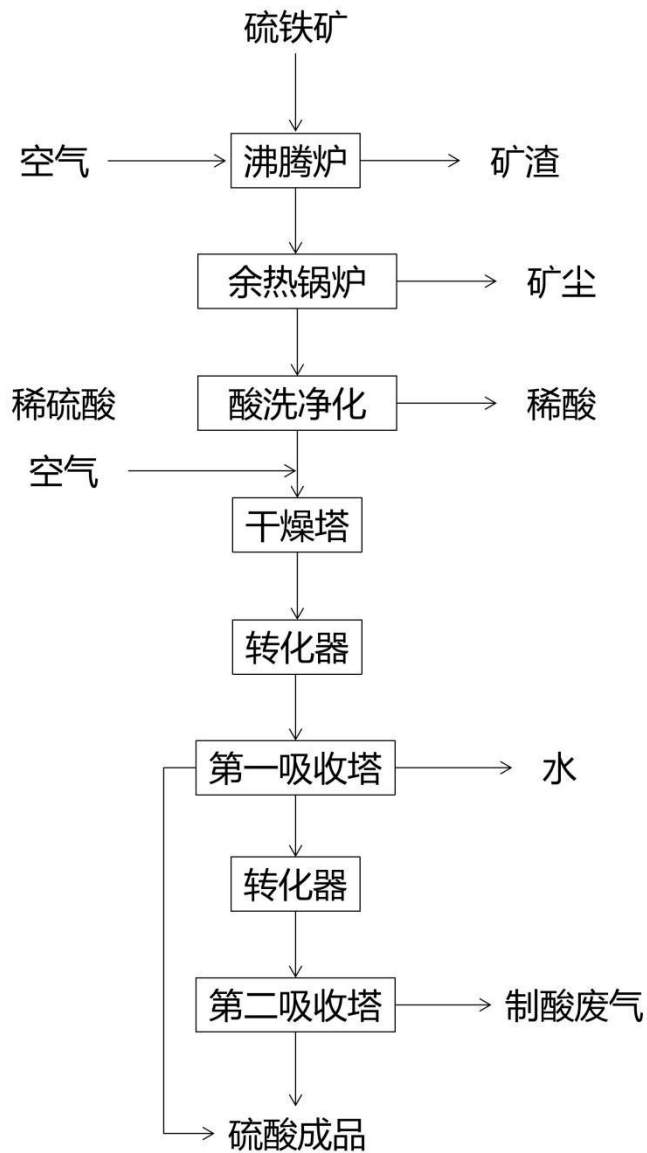 硫铁矿
空气
沸腾炉
矿渣
余热锅炉
矿尘
稀硫酸
酸洗净化
稀酸
空气
干燥塔
转化器
第一吸收塔
水
转化器
第二吸收塔
制酸废气
硫酸成品